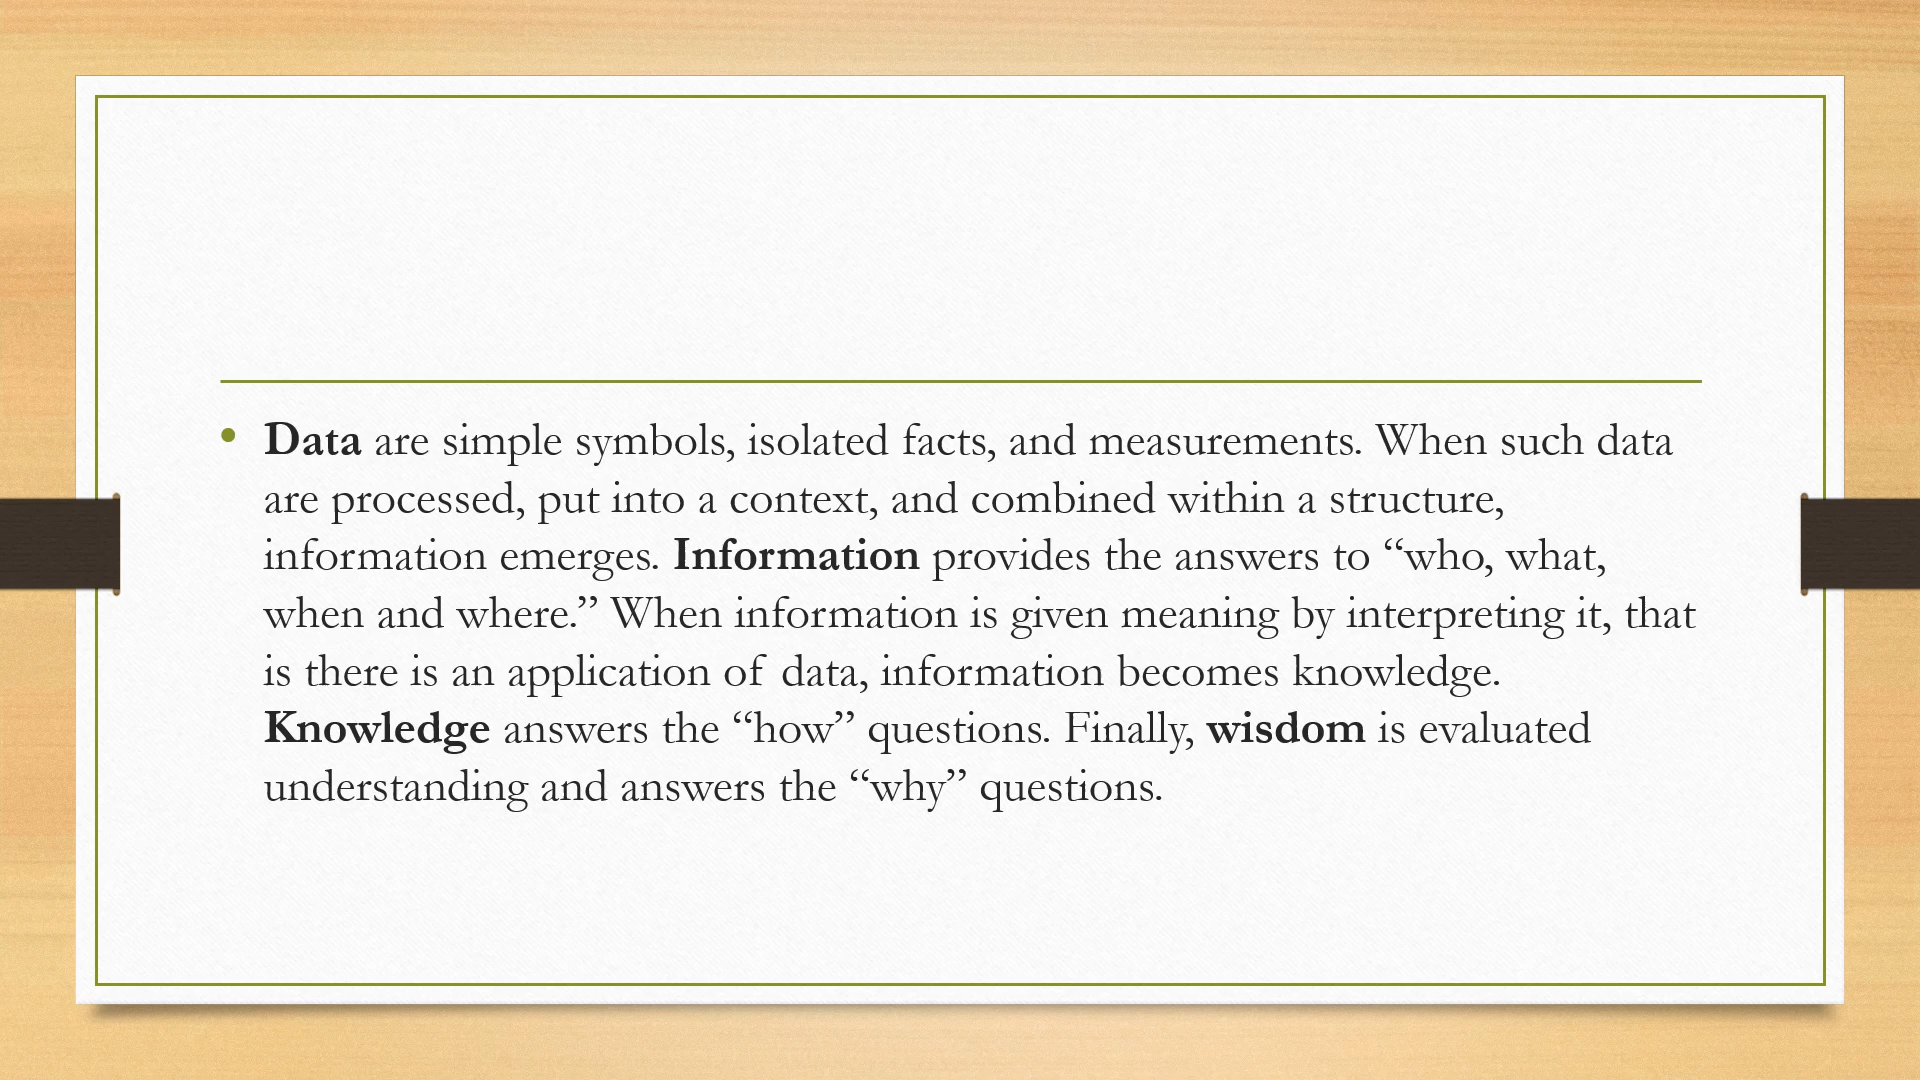 • Data are simple symbols, isolated facts, and measurements. When such data
are processed, put into a context, and combined within a structure,
information emerges. Information provides the answers to “who, what,
when and where.” When information is given meaning by interpreting it, that
is there is an application of data, information becomes knowledge.
Knowledge answers the “how” questions. Finally, wisdom is evaluated
understanding and answers the “why” questions.